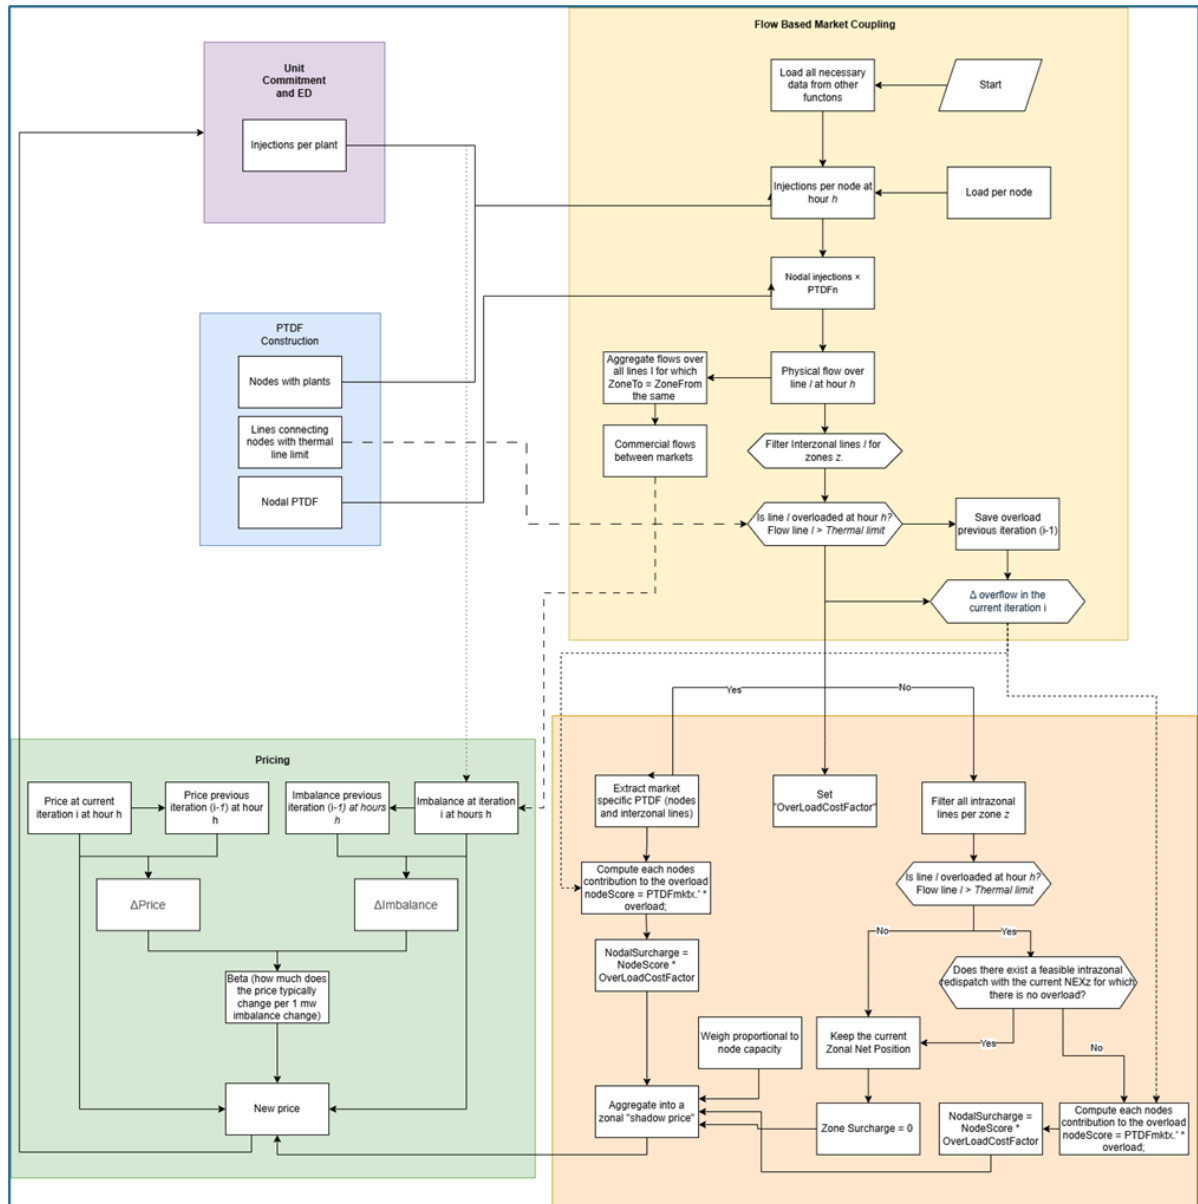 Flow Based Market Coupling
Unit
Commitment
and ED
Injections per plant
Load all necessary
data from other
functons
Start
Injections per node at
hour h
Load per node
Nodal injections ×
PTDFn
PTDF
Construction
Nodes with plants
Lines connecting
nodes with thermal
line limit
Nodal PTDF
Aggregate flows over
all lines l for which
ZoneTo = ZoneFrom
the same
Physical flow over
line l at hour h
Commercial flows
between markets
Filter Interzonal lines l for
zones z.
Is line l overloaded at hour h?
Flow line l > Thermal limit
Save overload
previous iteration (i-1)
Δ overflow in the
current iteration i
Yes
No
Pricing
Price at current
iteration i at hour h
Price previous
iteration (i-1) at hour
h
Imbalance previous
iteration (i-1) at hours
h
Imbalance at iteration
i at hours h
ΔPrice
ΔImbalance
Beta (how much does
the price typically
change per 1 mw
imbalance change)
New price
Extract market
specific PTDF (nodes
and interzonal lines)
Set
"OverLoadCostFactor"
Filter all intrazonal
lines per zone z
Compute each nodes
contribution to the overload
nodeScore = PTDFmktx.' *
overload;
Is line l overloaded at hour h?
Flow line l > Thermal limit
No
Yes
NodalSurcharge =
NodeScore *
OverLoadCostFactor
Does there exist a feasible intrazonal
redispatch with the current NEXz for which
there is no overload?
Weigh proportional to
node capacity
Keep the current
Zonal Net Position
Yes
No
Aggregate into a
zonal "shadow price"
Zone Surcharge = 0
NodalSurcharge =
NodeScore *
OverLoadCostFactor
Compute each nodes
contribution to the overload
nodeScore = PTDFmktx.' *
overload;